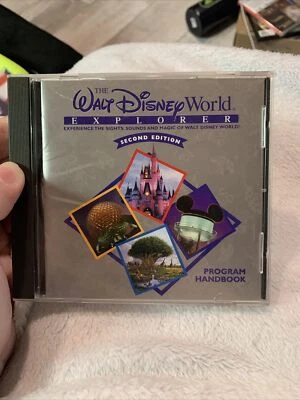 THE
Walt Disney World®
EXPLORER
EXPERIENCE THE SIGHTS, SOUNDS AND MAGIC OF WALT DISNEY WORLD!
SECOND EDITION
PROGRAM
HANDBOOK